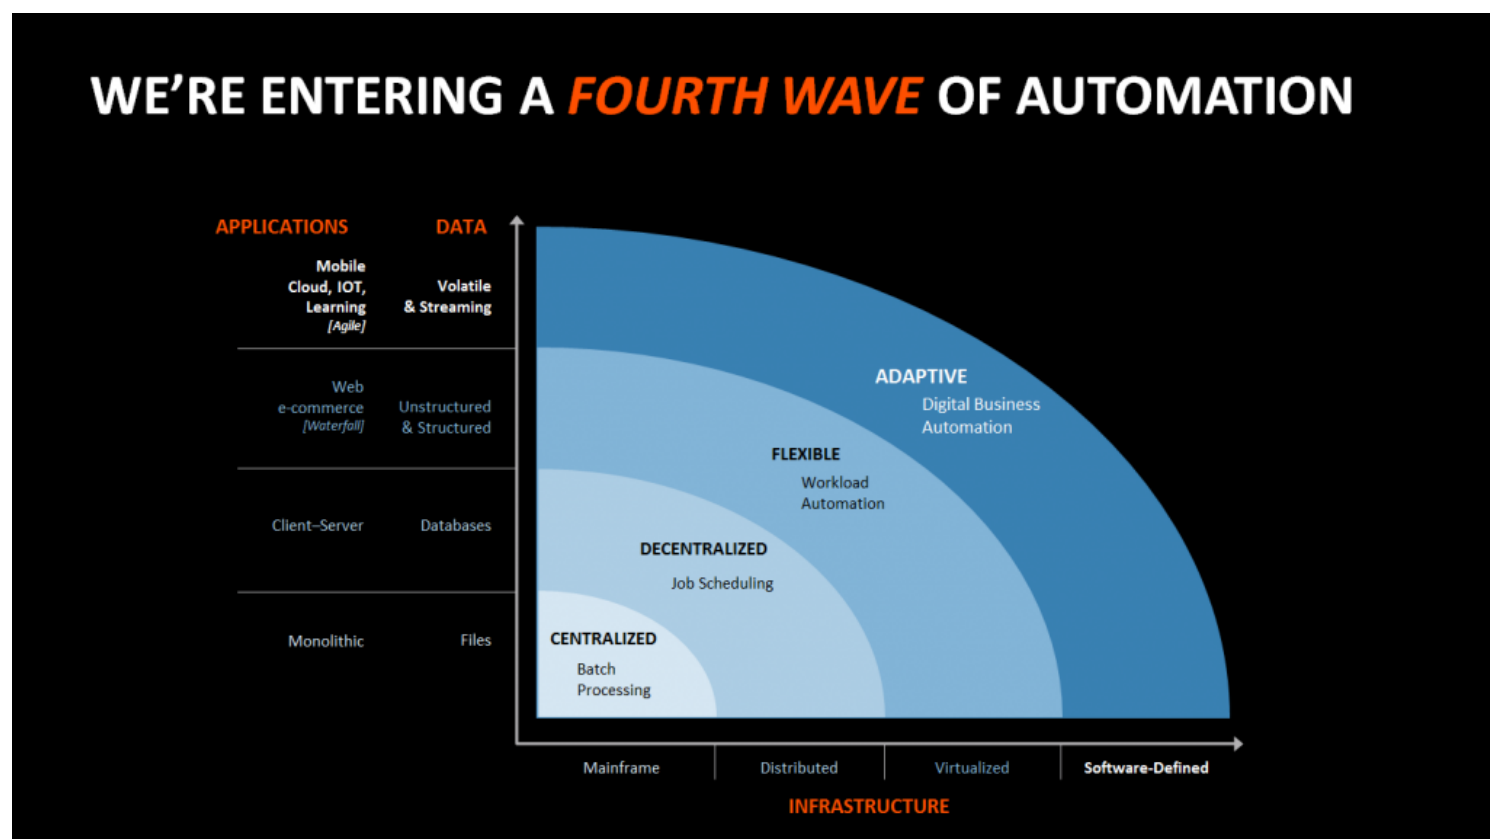 WE'RE ENTERING A FOURTH WAVE OF AUTOMATION
APPLICATIONS
DATA
Mobile
Cloud, IOT,
Learning
[Agile]
Volatile
& Streaming
Web
e-commerce
[Waterfall]
Unstructured
& Structured
Client–Server
Databases
Monolithic
Files
ADAPTIVE
Digital Business
Automation
FLEXIBLE
Workload
Automation
DECENTRALIZED
Job Scheduling
CENTRALIZED
Batch
Processing
Mainframe
Distributed
Virtualized
Software-Defined
INFRASTRUCTURE